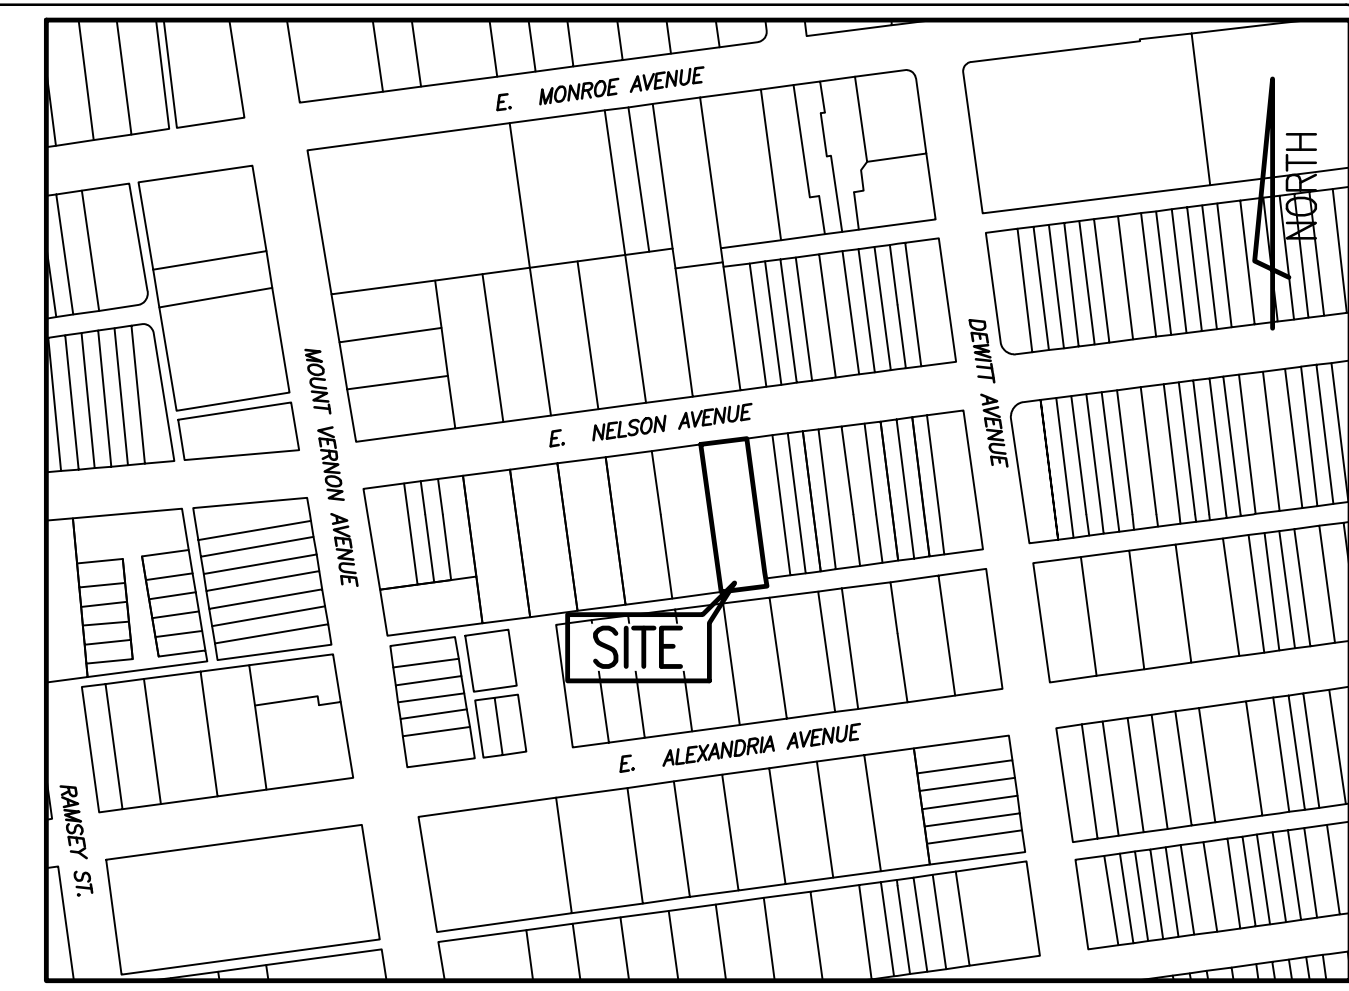 E. MONROE AVENUE
NORTH
DEWITT AVENUE
MOUNT VERNON AVENUE
E. NELSON AVENUE
SITE
E. ALEXANDRIA AVENUE
RAMSEY ST.